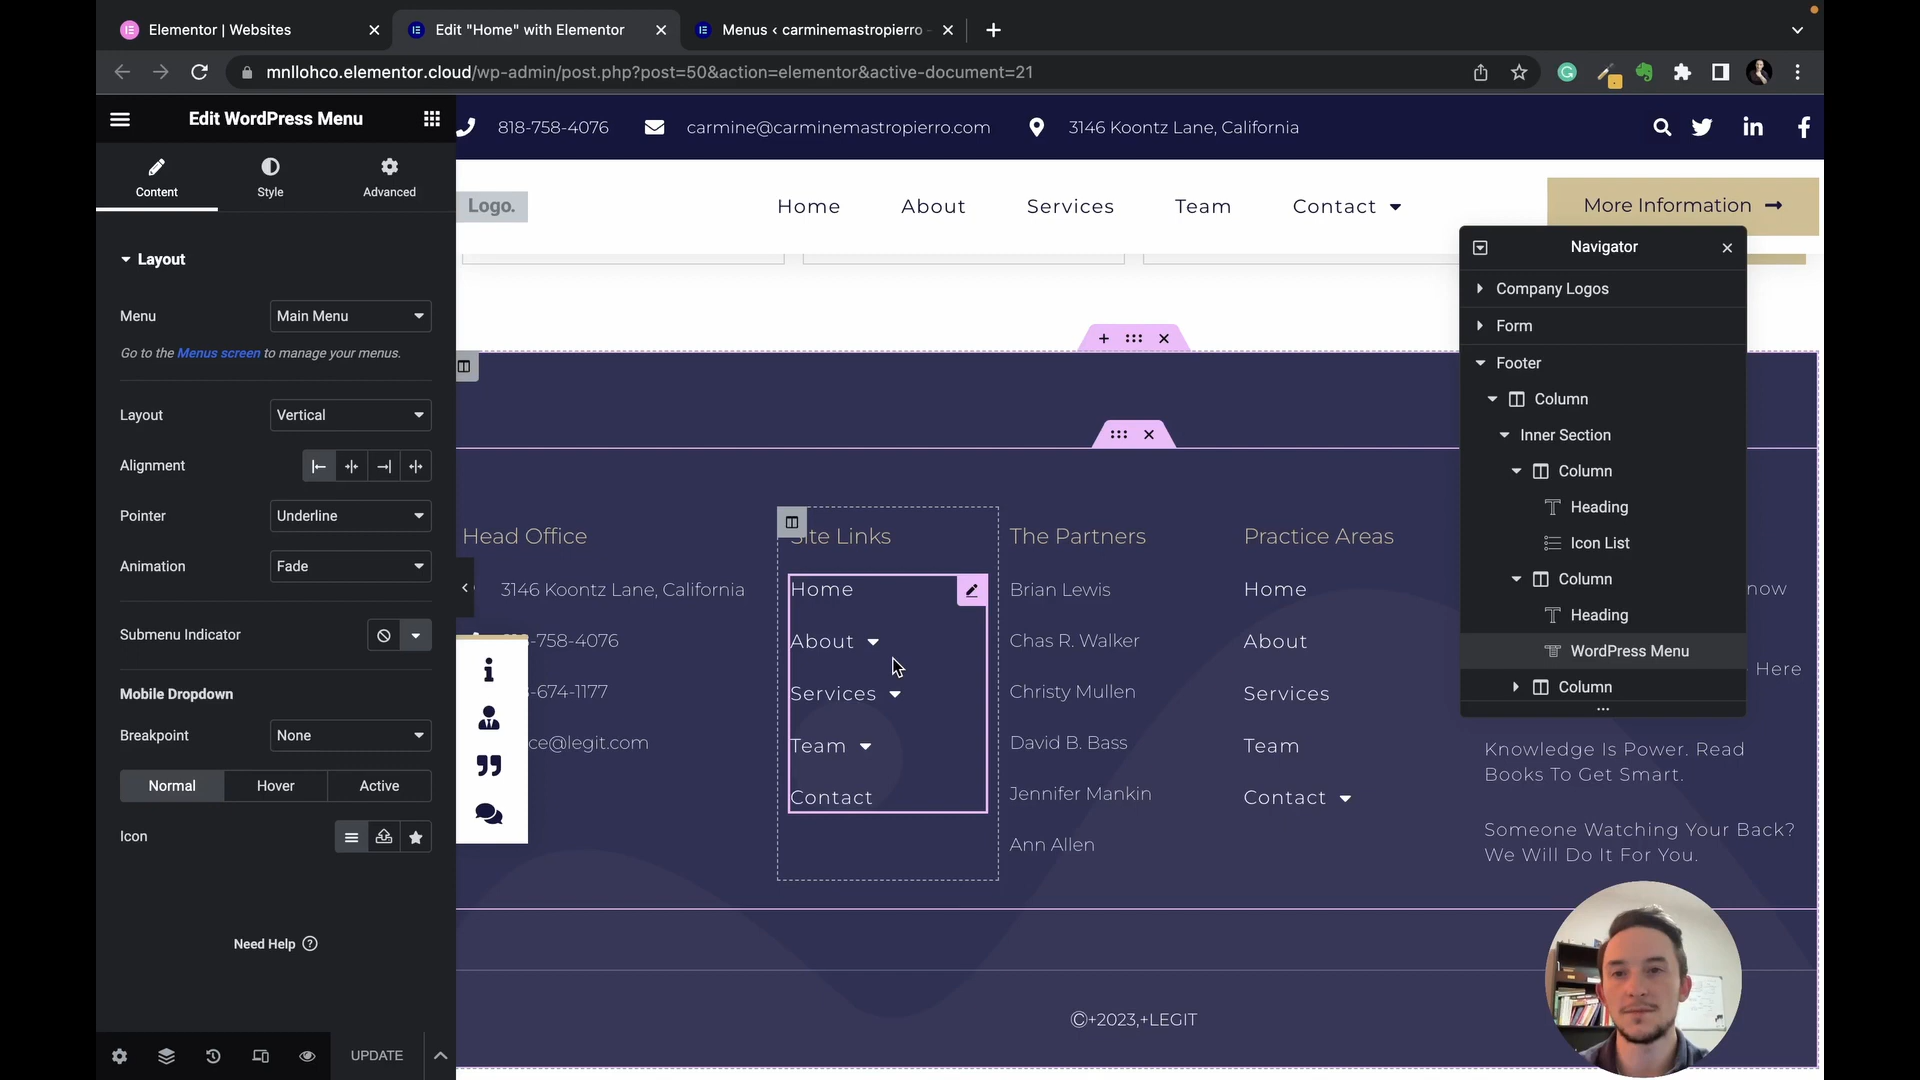 Elementor | Websites
Edit "Home" with Elementor
Menus ‹ carminemastropierro -
mnllohco.elementor.cloud/wp-admin/post.php?post=50&action=elementor&active-document=21
Edit WordPress Menu
Content
Style
Advanced
Layout
Menu
Main Menu
Go to the Menus screen to manage your menus.
Layout
Vertical
Alignment
Pointer
Underline
Animation
Fade
Submenu Indicator
Mobile Dropdown
Breakpoint
None
Normal
Hover
Active
Icon
Need Help
UPDATE
818-758-4076
carmine@carminemastropierro.com
3146 Koontz Lane, California
Logo.
Home
About
Services
Team
Contact
More Information
Head Office
3146 Koontz Lane, California
-758-4076
-674-1177
ce@legit.com
Site Links
Home
About
Services
Team
Contact
The Partners
Brian Lewis
Chas R. Walker
Christy Mullen
David B. Bass
Jennifer Mankin
Ann Allen
Practice Areas
Home
About
Services
Team
Contact
now
Here
Knowledge Is Power. Read
Books To Get Smart.
Someone Watching Your Back?
We Will Do It For You.
©+2023,+LEGIT
Navigator
Company Logos
Form
Footer
Column
Inner Section
Column
Heading
Icon List
Column
Heading
WordPress Menu
Column